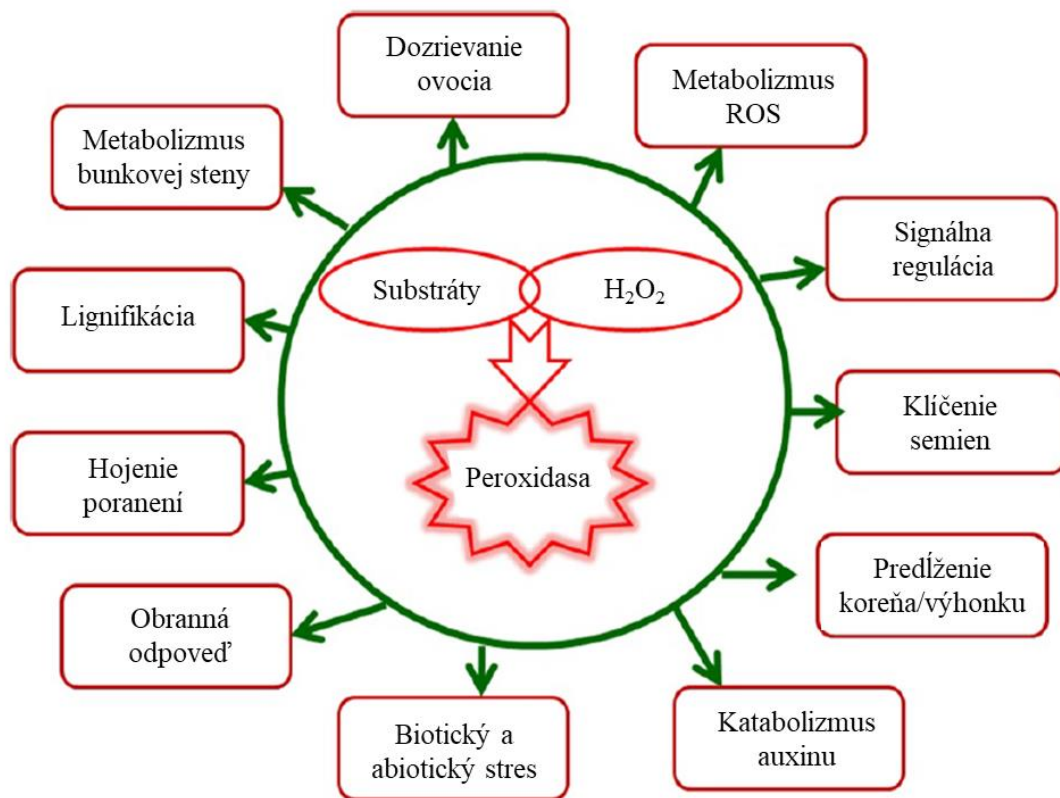 Dozrievanie
ovocia
Metabolizmus
ROS
Metabolizmus
bunkovej steny
Signálna
regulácia
Substráty
H₂O₂
Lignifikácia
Klíčenie
semien
Hojenie
poranení
Peroxidasa
Predĺženie
koreňa/výhonku
Obranná
odpoveď
Biotický a
abiotický stres
Katabolizmus
auxinu